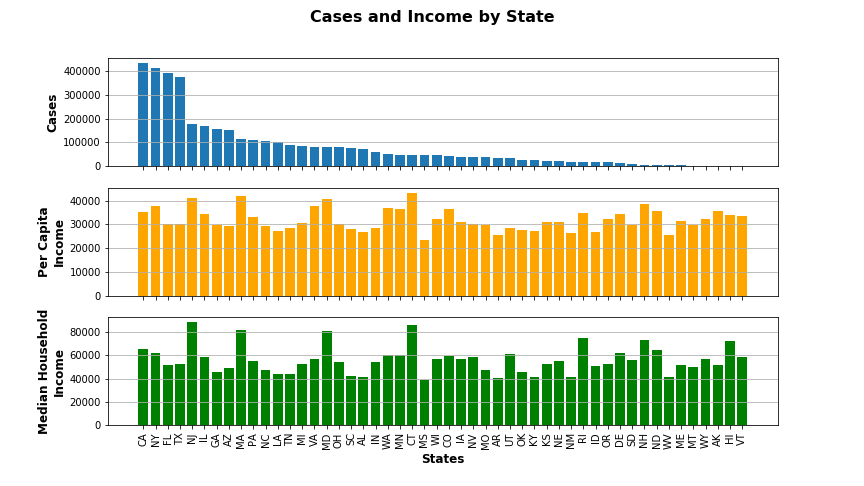 Cases and Income by State
Cases
400000
300000
200000
100000
0
Per Capita
Income
40000
30000
20000
10000
0
Median Household
Income
80000
60000
40000
20000
0
CA NY FL TX NJ IL GA AZ MA PA NC LA TN MI VA MD OH SC AL IN WA MN CT MS WI CO IA NV MO AR UT OK KY KS NE NM RI ID OR DE SD NH ND WV ME MT WY AK HI VT
States